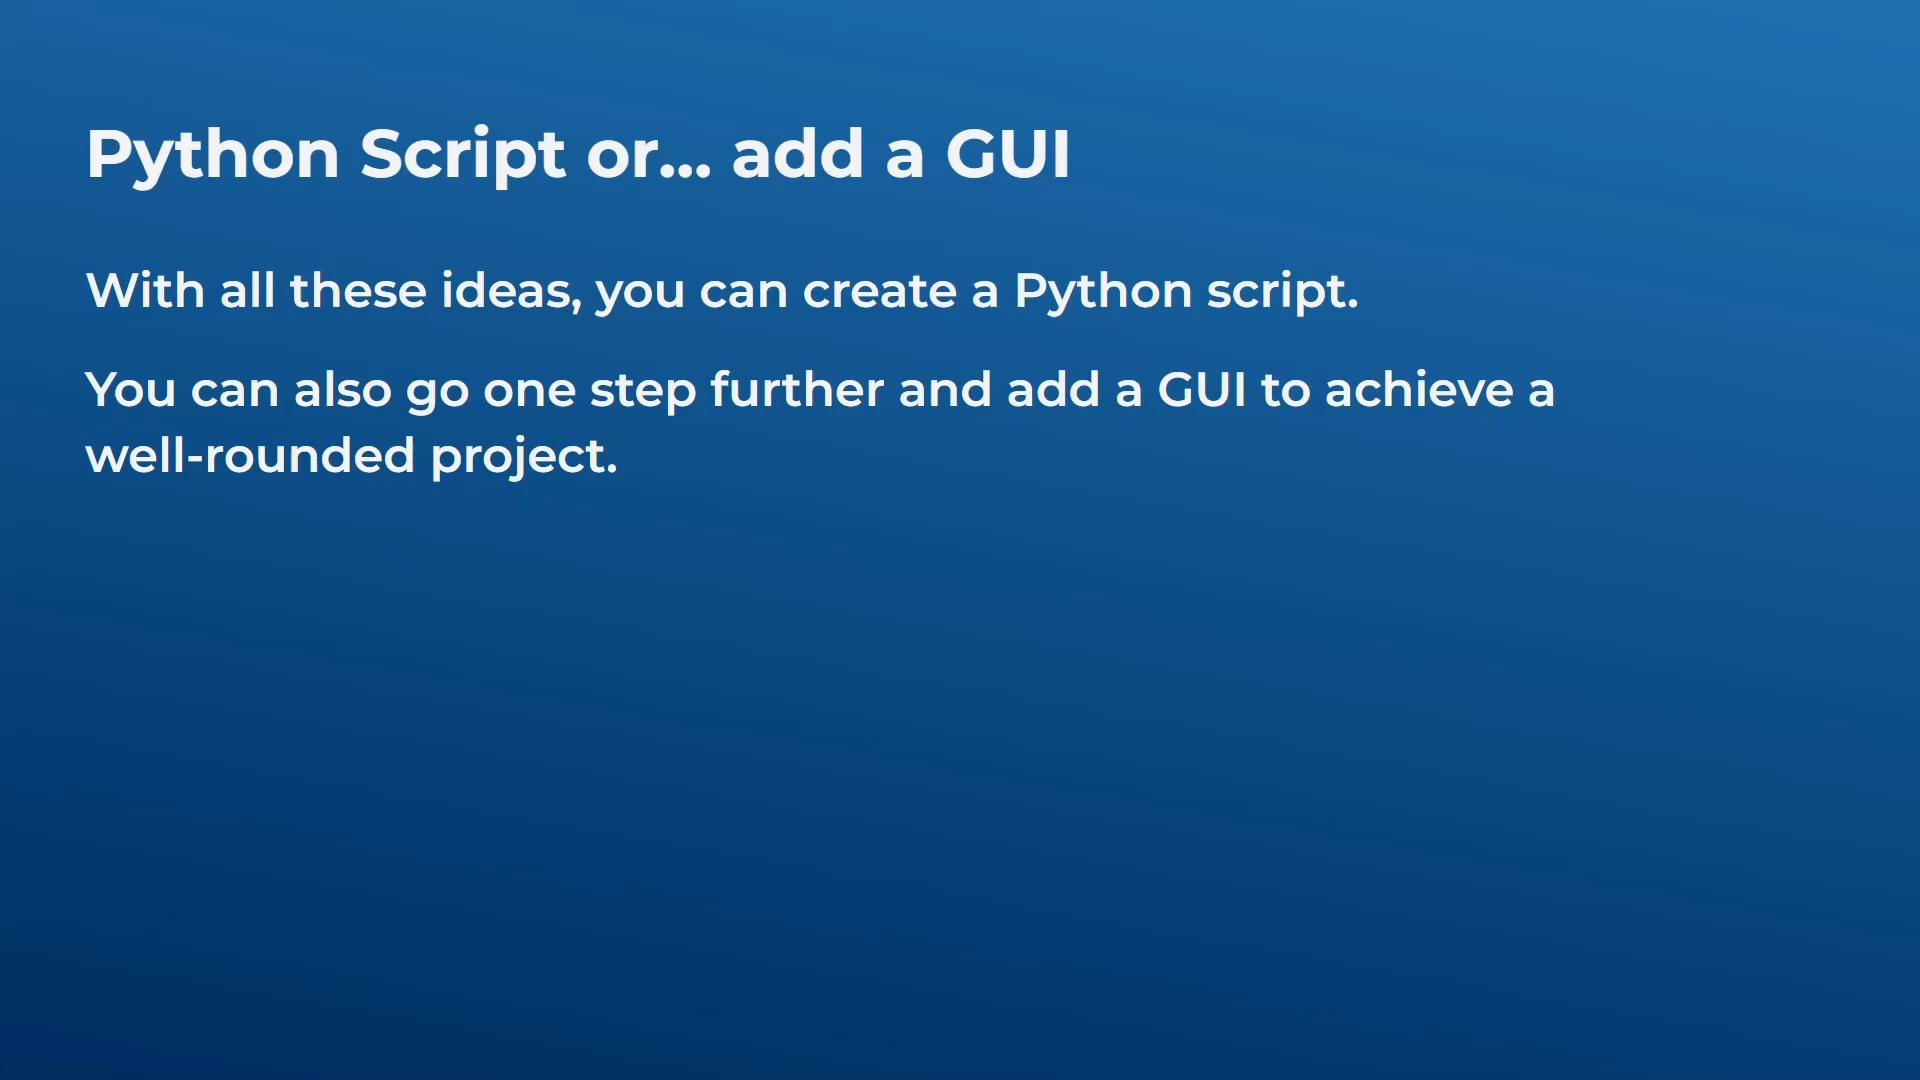 Python Script or... add a GUI
With all these ideas, you can create a Python script.
You can also go one step further and add a GUI to achieve a
well-rounded project.